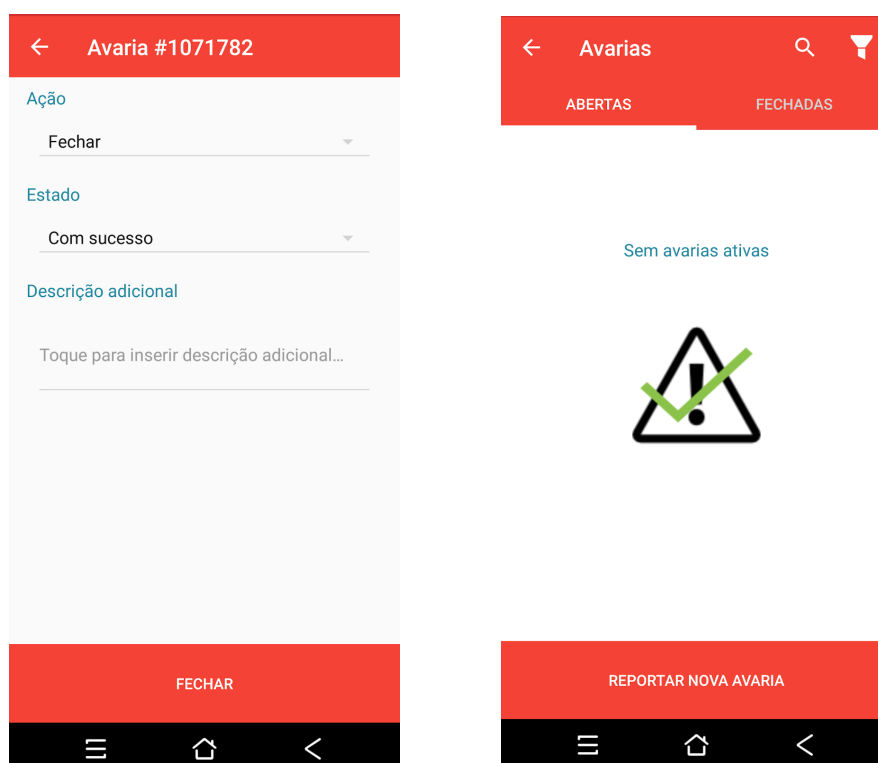 Avaria #1071782
Ação
Fechar
Estado
Com sucesso
Descrição adicional
Toque para inserir descrição adicional...
FECHAR
Avarias
ABERTAS
FECHADAS
Sem avarias ativas
REPORTAR NOVA AVARIA